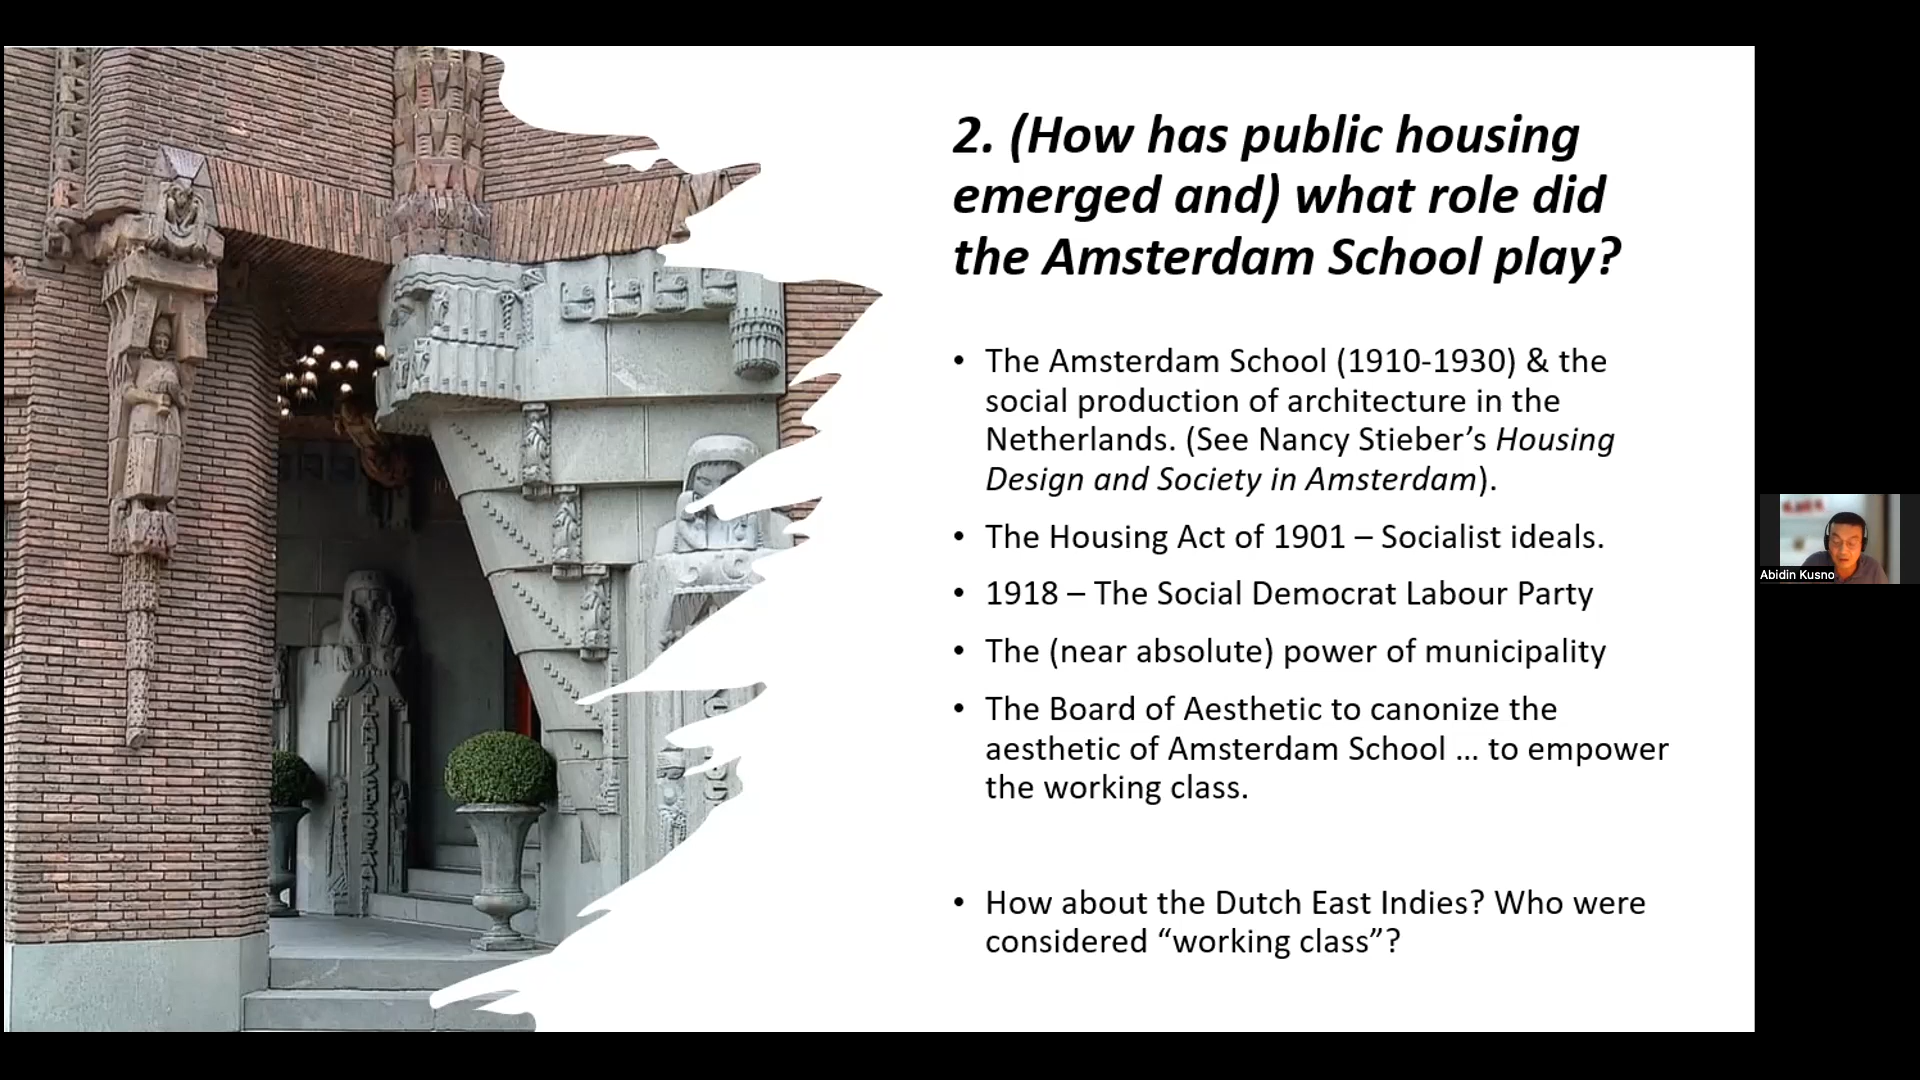 2. (How has public housing
emerged and) what role did
the Amsterdam School play?
• The Amsterdam School (1910-1930) & the
social production of architecture in the
Netherlands. (See Nancy Stieber’s Housing
Design and Society in Amsterdam).
• The Housing Act of 1901 – Socialist ideals.
• 1918 – The Social Democrat Labour Party
• The (near absolute) power of municipality
• The Board of Aesthetic to canonize the
aesthetic of Amsterdam School ... to empower
the working class.
• How about the Dutch East Indies? Who were
considered “working class”?
Abidin Kusno